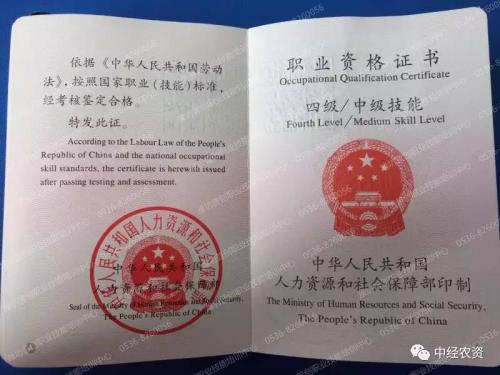 依据《中华人民共和国劳动
法》,按照国家职业(技能)标准,
经考核鉴定合格。
特发此证。
According to the Labour Law of the People's
Republic of China and the national occupational
skill standards, the certificate is herewith issued
after passing testing and assessment.
中华人民共和国人力资源和社会保障部
中华人民共和国
人力资源和社会保障部
Seal of the Ministry of Human Resources and Social Security,
The People's Republic of China
职业资格证书
Occupational Qualification Certificate
四级/中级技能
Fourth Level/Medium Skill Level
中华人民共和国
人力资源和社会保障部印制
The Ministry of Human Resources and Social Security,
The People's Republic of China
中经农资